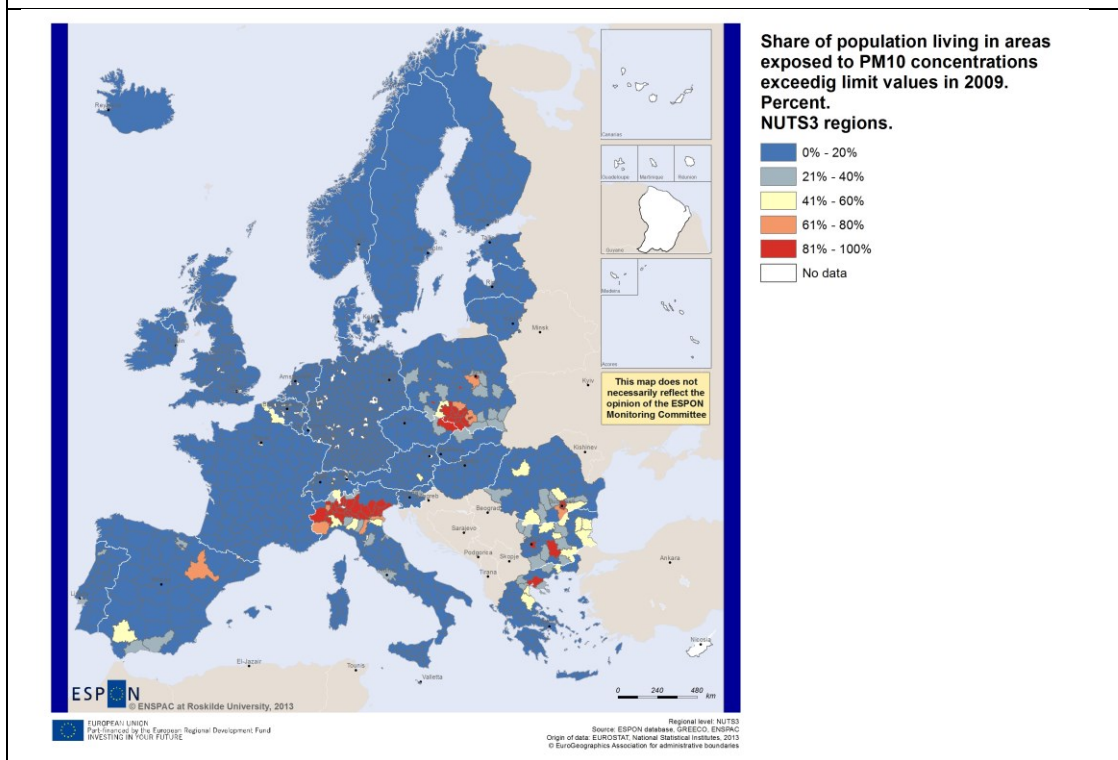 Share of population living in areas
exposed to PM10 concentrations
exceedig limit values in 2009.
Percent.
NUTS3 regions.
0% - 20%
21% - 40%
41% - 60%
61% - 80%
81% - 100%
No data
Canarias
Guadeloupe
Martinique
Réunion
Guyane
Madeira
Açores
This map does not
necessarily reflect the
opinion of the ESPON
Monitoring Committee
Minsk
Kyiv
Kishinev
Beograd
Sarajevo
Podgorica
Skopje
Tirana
Ankara
Nicosia
El-Jazair
Tounis
Valletta
0 240 480 km
ESPON
© ENSPAC at Roskilde University, 2013
EUROPEAN UNION
Part-financed by the European Regional Development Fund
INVESTING IN YOUR FUTURE
Regional level: NUTS3
Source: ESPON database, GREECO, ENSPAC
Origin of data: EUROSTAT, National Statistical Institutes, 2013
© EuroGeographics Association for administrative boundaries